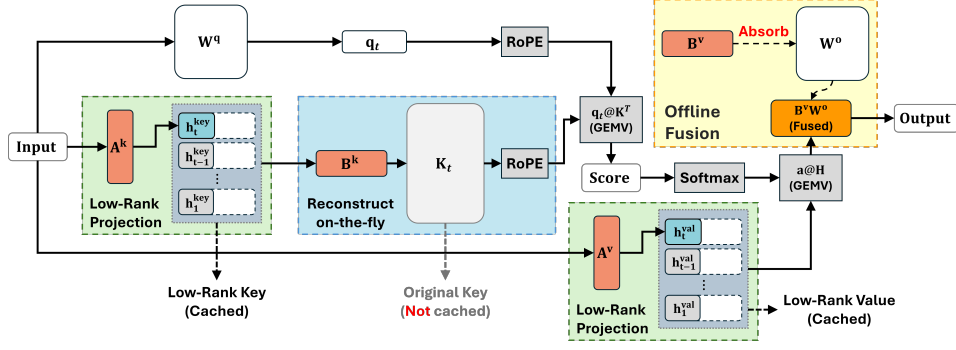 W^q
q_t
RoPE
B^v
Absorb
W^o
Offline
Fusion
B^vW^o
(Fused)
Output
q_t@K^T
(GEMV)
Input
A^k
h_t^key
h_{t-1}^key
⋮
h_1^key
Low-Rank
Projection
B^k
K_t
RoPE
Reconstruct
on-the-fly
Score
Softmax
a@H
(GEMV)
A^v
h_t^val
h_{t-1}^val
⋮
h_1^val
Low-Rank
Projection
Low-Rank Key
(Cached)
Original Key
(Not cached)
Low-Rank Value
(Cached)